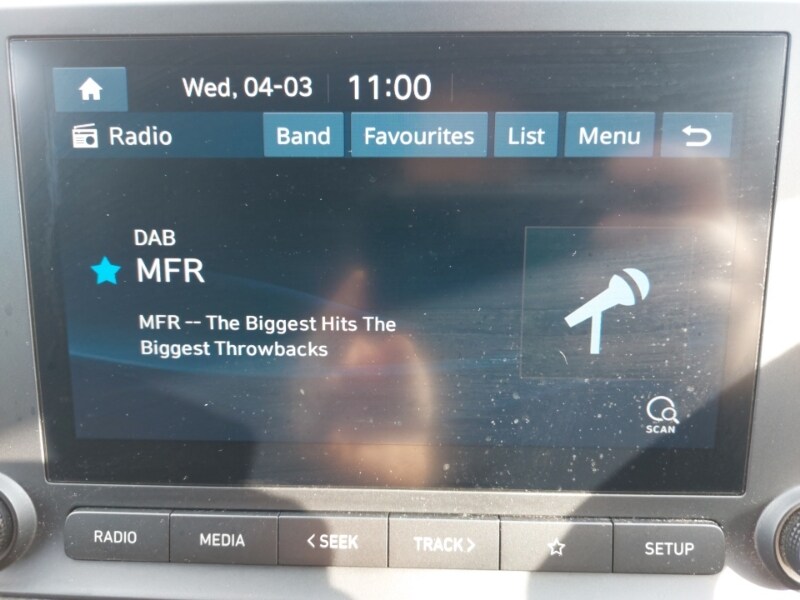 Wed, 04-03 11:00
Radio Band Favourites List Menu
DAB
MFR
MFR -- The Biggest Hits The
Biggest Throwbacks
SCAN
RADIO MEDIA < SEEK TRACK > SETUP